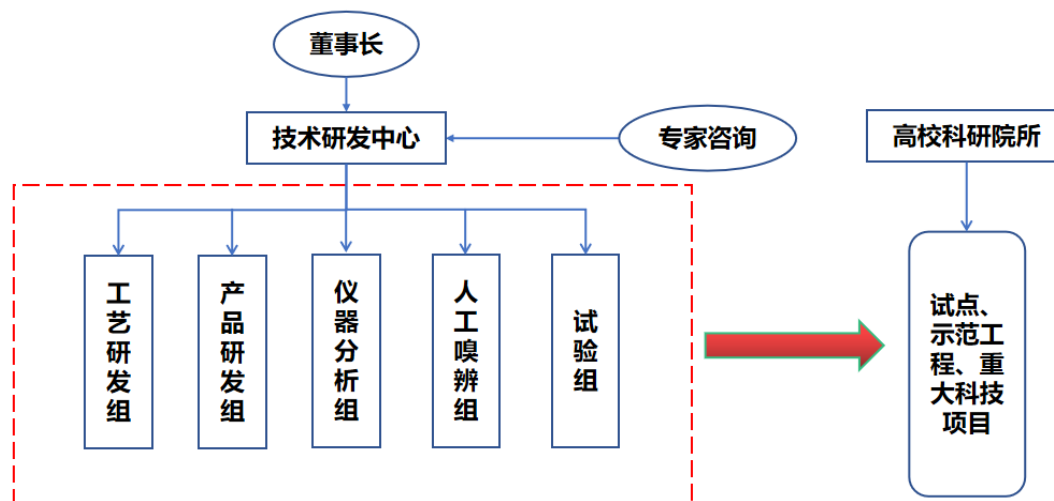 董事长
技术研发中心
专家咨询
高校科研院所
工艺研发组
产品研发组
仪器分析组
人工嗅辨组
试验组
试点、
示范工
程、重
大科技
项目